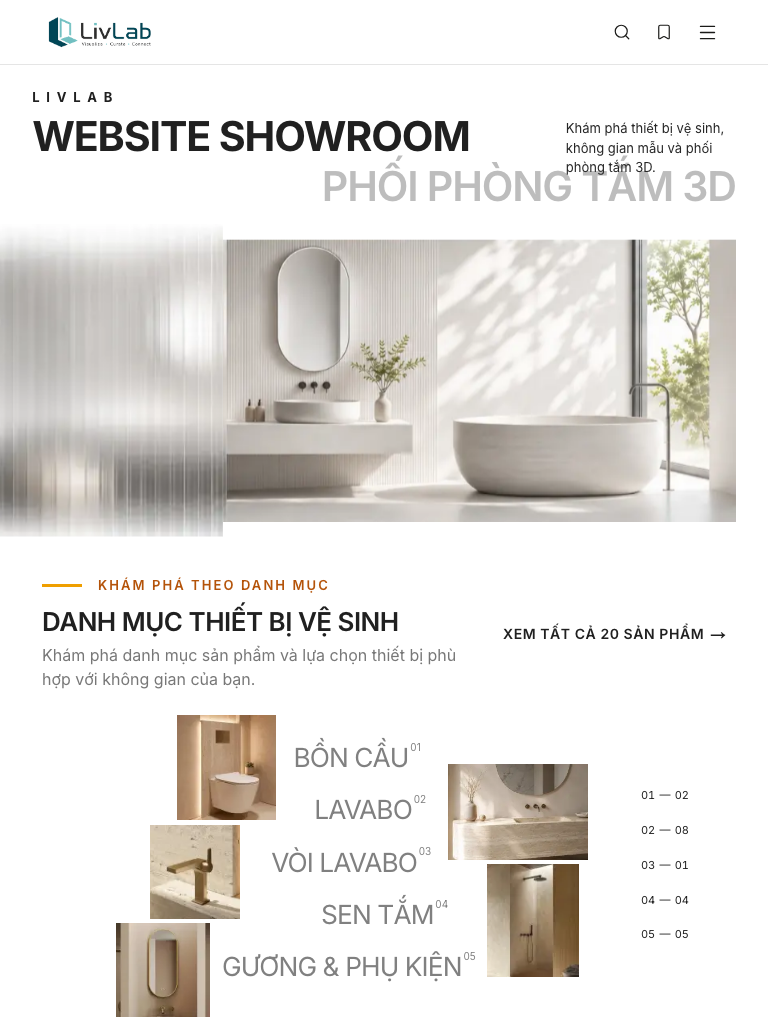 LivLab
Visualize · Curate · Connect
LIVLAB
WEBSITE SHOWROOM
Khám phá thiết bị vệ sinh,
không gian mẫu và phối
phòng tắm 3D.
PHỐI PHÒNG TẮM 3D
KHÁM PHÁ THEO DANH MỤC
DANH MỤC THIẾT BỊ VỆ SINH
Khám phá danh mục sản phẩm và lựa chọn thiết bị phù
hợp với không gian của bạn.
XEM TẤT CẢ 20 SẢN PHẨM →
BỒN CẦU 01
LAVABO 02
VÒI LAVABO 03
SEN TẮM 04
GƯƠNG & PHỤ KIỆN 05
01 — 02
02 — 08
03 — 01
04 — 04
05 — 05